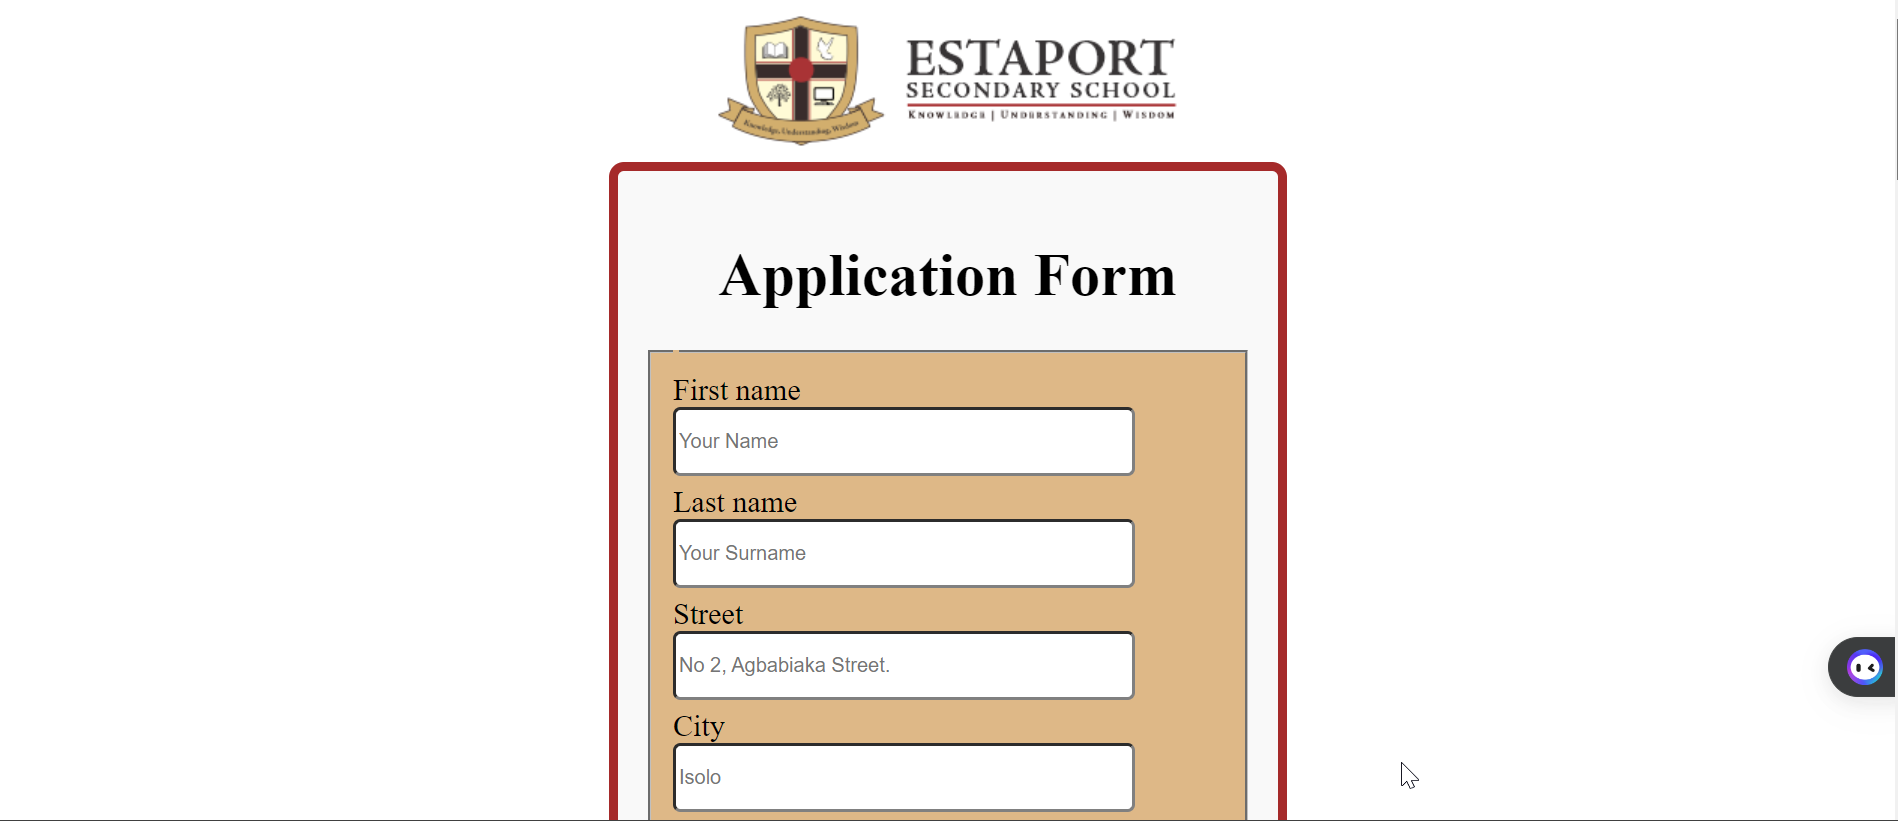 ESTAPORT
SECONDARY SCHOOL
KNOWLEDGE | UNDERSTANDING | WISDOM
Knowledge, Understanding, Wisdom
Application Form
First name
Your Name
Last name
Your Surname
Street
No 2, Agbabiaka Street.
City
Isolo